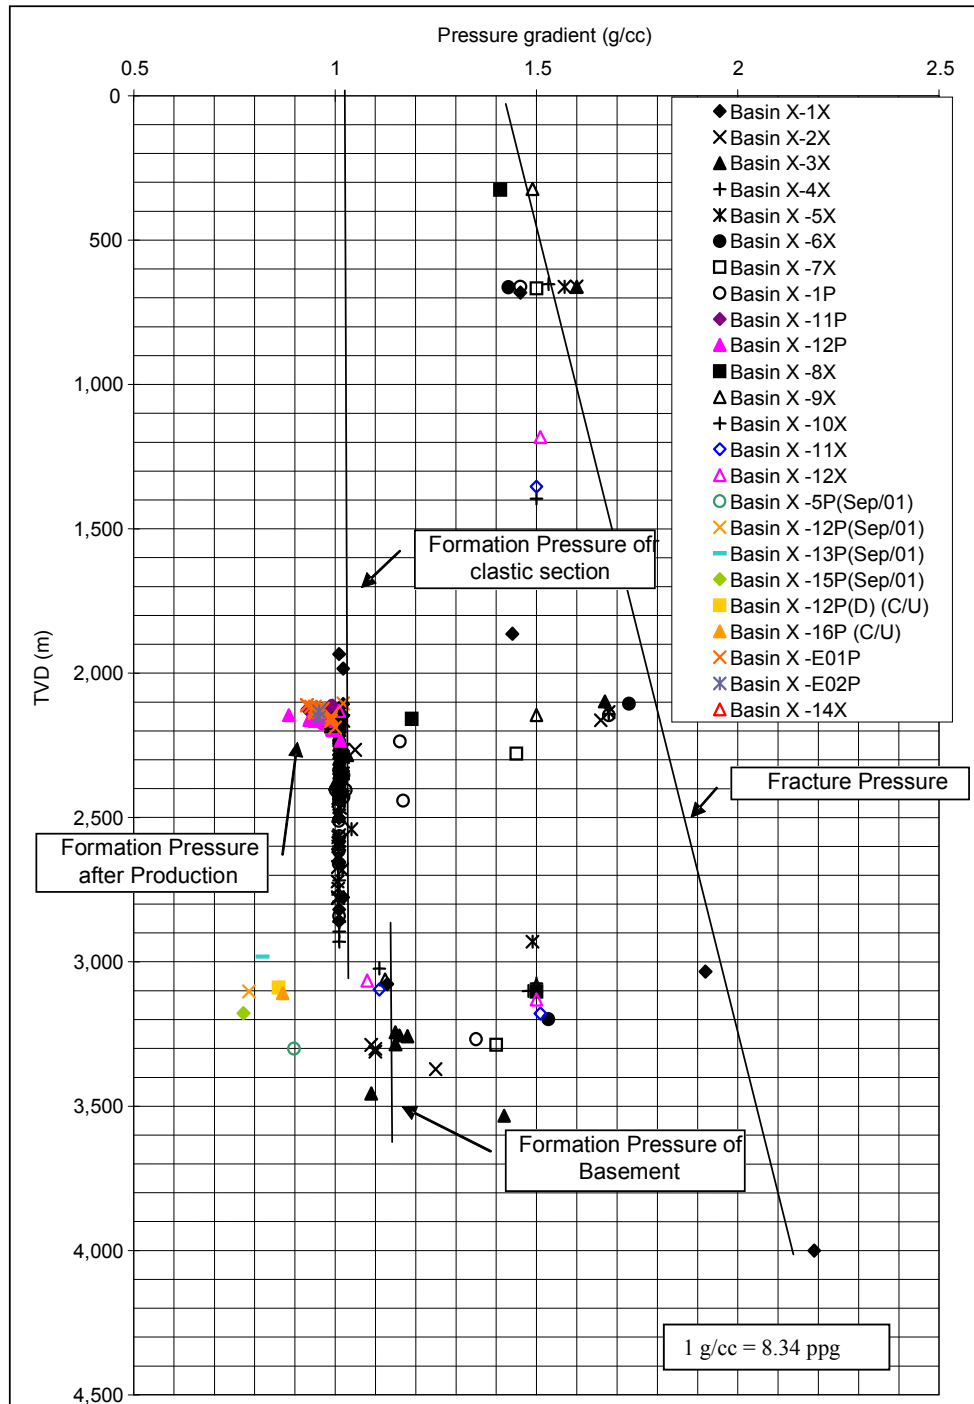 Pressure gradient (g/cc)
0.5 1 1.5 2 2.5
0
500
1,000
1,500
2,000
2,500
3,000
3,500
4,000
4,500
TVD (m)
Basin X-1X
Basin X-2X
Basin X-3X
Basin X-4X
Basin X -5X
Basin X -6X
Basin X -7X
Basin X -1P
Basin X -11P
Basin X -12P
Basin X -8X
Basin X -9X
Basin X -10X
Basin X -11X
Basin X -12X
Basin X -5P(Sep/01)
Basin X -12P(Sep/01)
Basin X -13P(Sep/01)
Basin X -15P(Sep/01)
Basin X -12P(D) (C/U)
Basin X -16P (C/U)
Basin X -E01P
Basin X -E02P
Basin X -14X
Formation Pressure ofr
clastic section
Fracture Pressure
Formation Pressure
after Production
Formation Pressure of
Basement
1 g/cc = 8.34 ppg